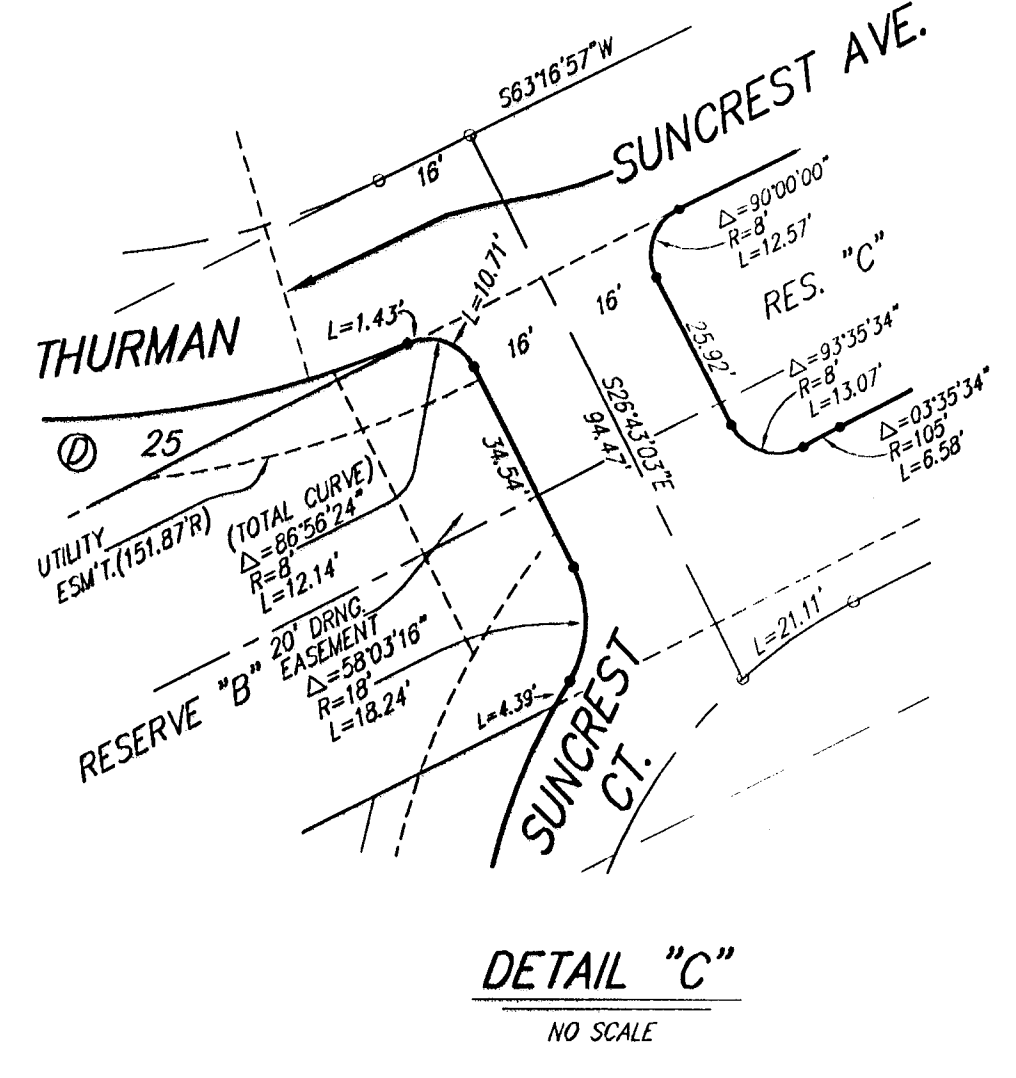 S63°16'57"W
SUNCREST AVE.
16'
Δ=90°00'00"
R=8'
L=12.57'
RES. "C"
L=10.71'
L=1.43'
16'
16'
THURMAN
25.92'
Δ=93°35'34"
R=8'
L=13.07'
S26°43'03"E
94.47'
Δ=03°35'34"
R=105'
L=6.58'
D
25
34.54'
UTILITY
ESM'T.(151.87'R)
(TOTAL CURVE)
Δ=86°56'24"
R=8'
L=12.14'
20' DRNG.
EASEMENT
Δ=58°03'16"
R=18'
L=18.24'
RESERVE "B"
L=4.39'
L=21.11'
SUNCREST
CT.
DETAIL "C"
NO SCALE